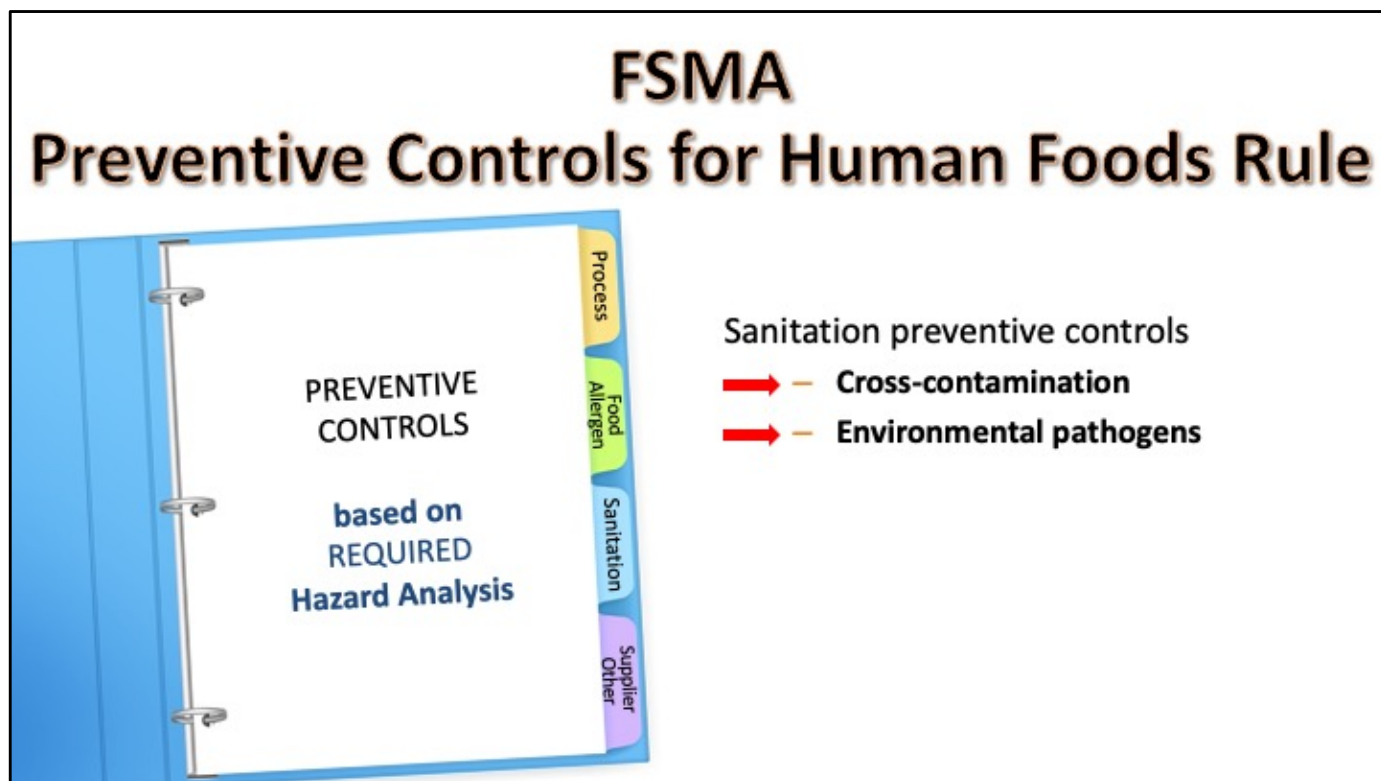 FSMA
Preventive Controls for Human Foods Rule
PREVENTIVE
CONTROLS
based on
REQUIRED
Hazard Analysis
Process
Food
Allergen
Sanitation
Supplier
Other
Sanitation preventive controls
– Cross-contamination
– Environmental pathogens